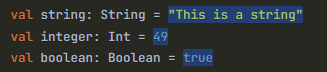 val string: String = "This is a string"
val integer: Int = 49
val boolean: Boolean = true